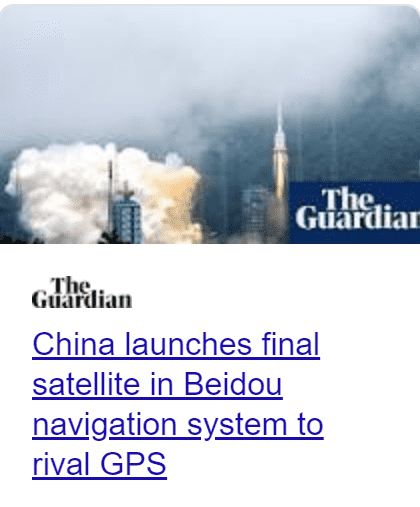 The
Guardian
The
Guardian
China launches final
satellite in Beidou
navigation system to
rival GPS